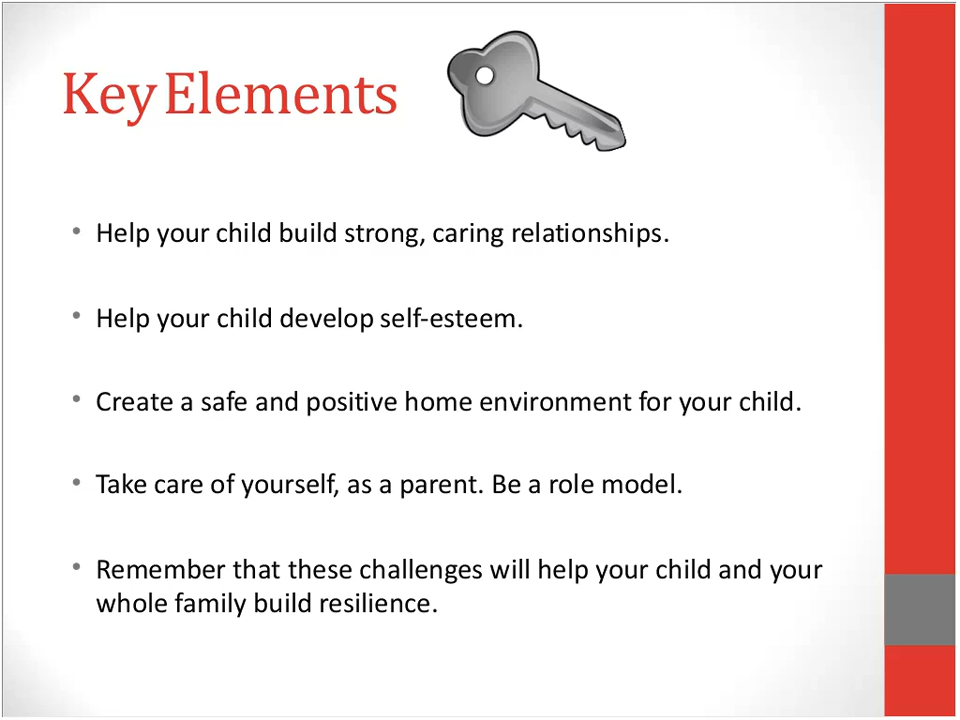 Key Elements
• Help your child build strong, caring relationships.
• Help your child develop self-esteem.
• Create a safe and positive home environment for your child.
• Take care of yourself, as a parent. Be a role model.
• Remember that these challenges will help your child and your
whole family build resilience.